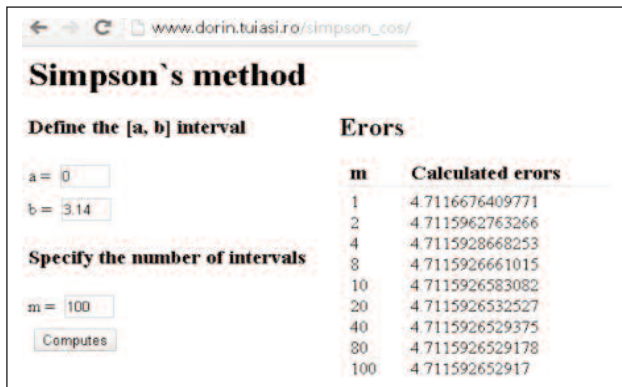 www.dorin.tuiasi.ro/simpson_cos/
Simpson`s method
Define the [a, b] interval
a = 0
b = 3.14
Specify the number of intervals
m = 100
Computes
Erors
m Calculated erors
1 4.7116676409771
2 4.7115962763266
4 4.7115928668253
8 4.7115926661015
10 4.7115926583082
20 4.7115926532527
40 4.7115926529375
80 4.7115926529178
100 4.711592652917